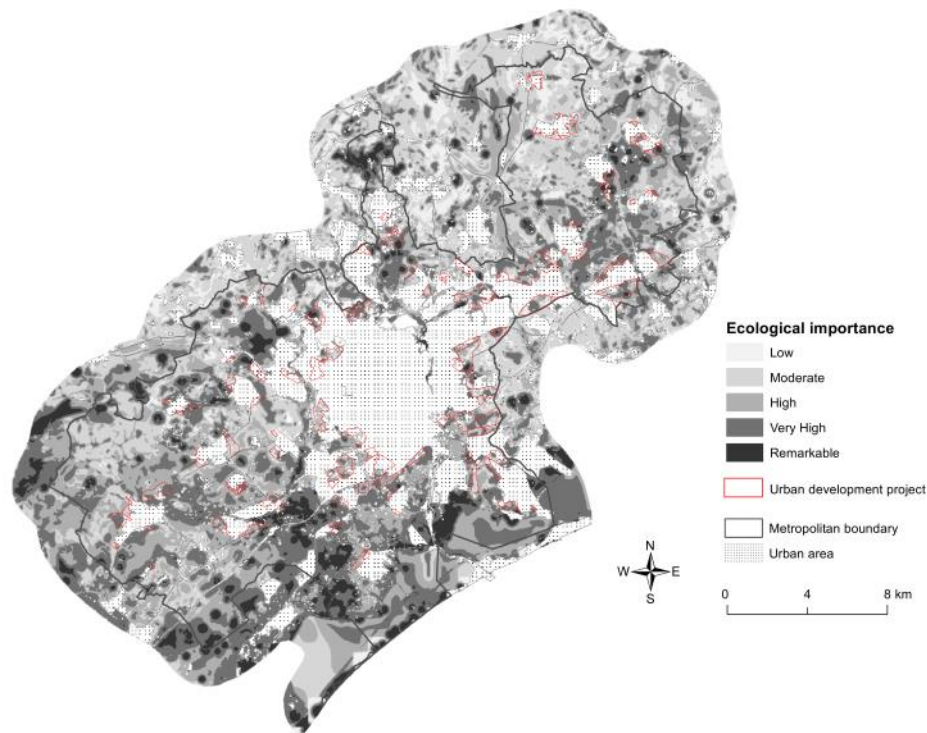 Ecological importance
Low
Moderate
High
Very High
Remarkable
Urban development project
Metropolitan boundary
Urban area
N
W E
S
0 4 8 km